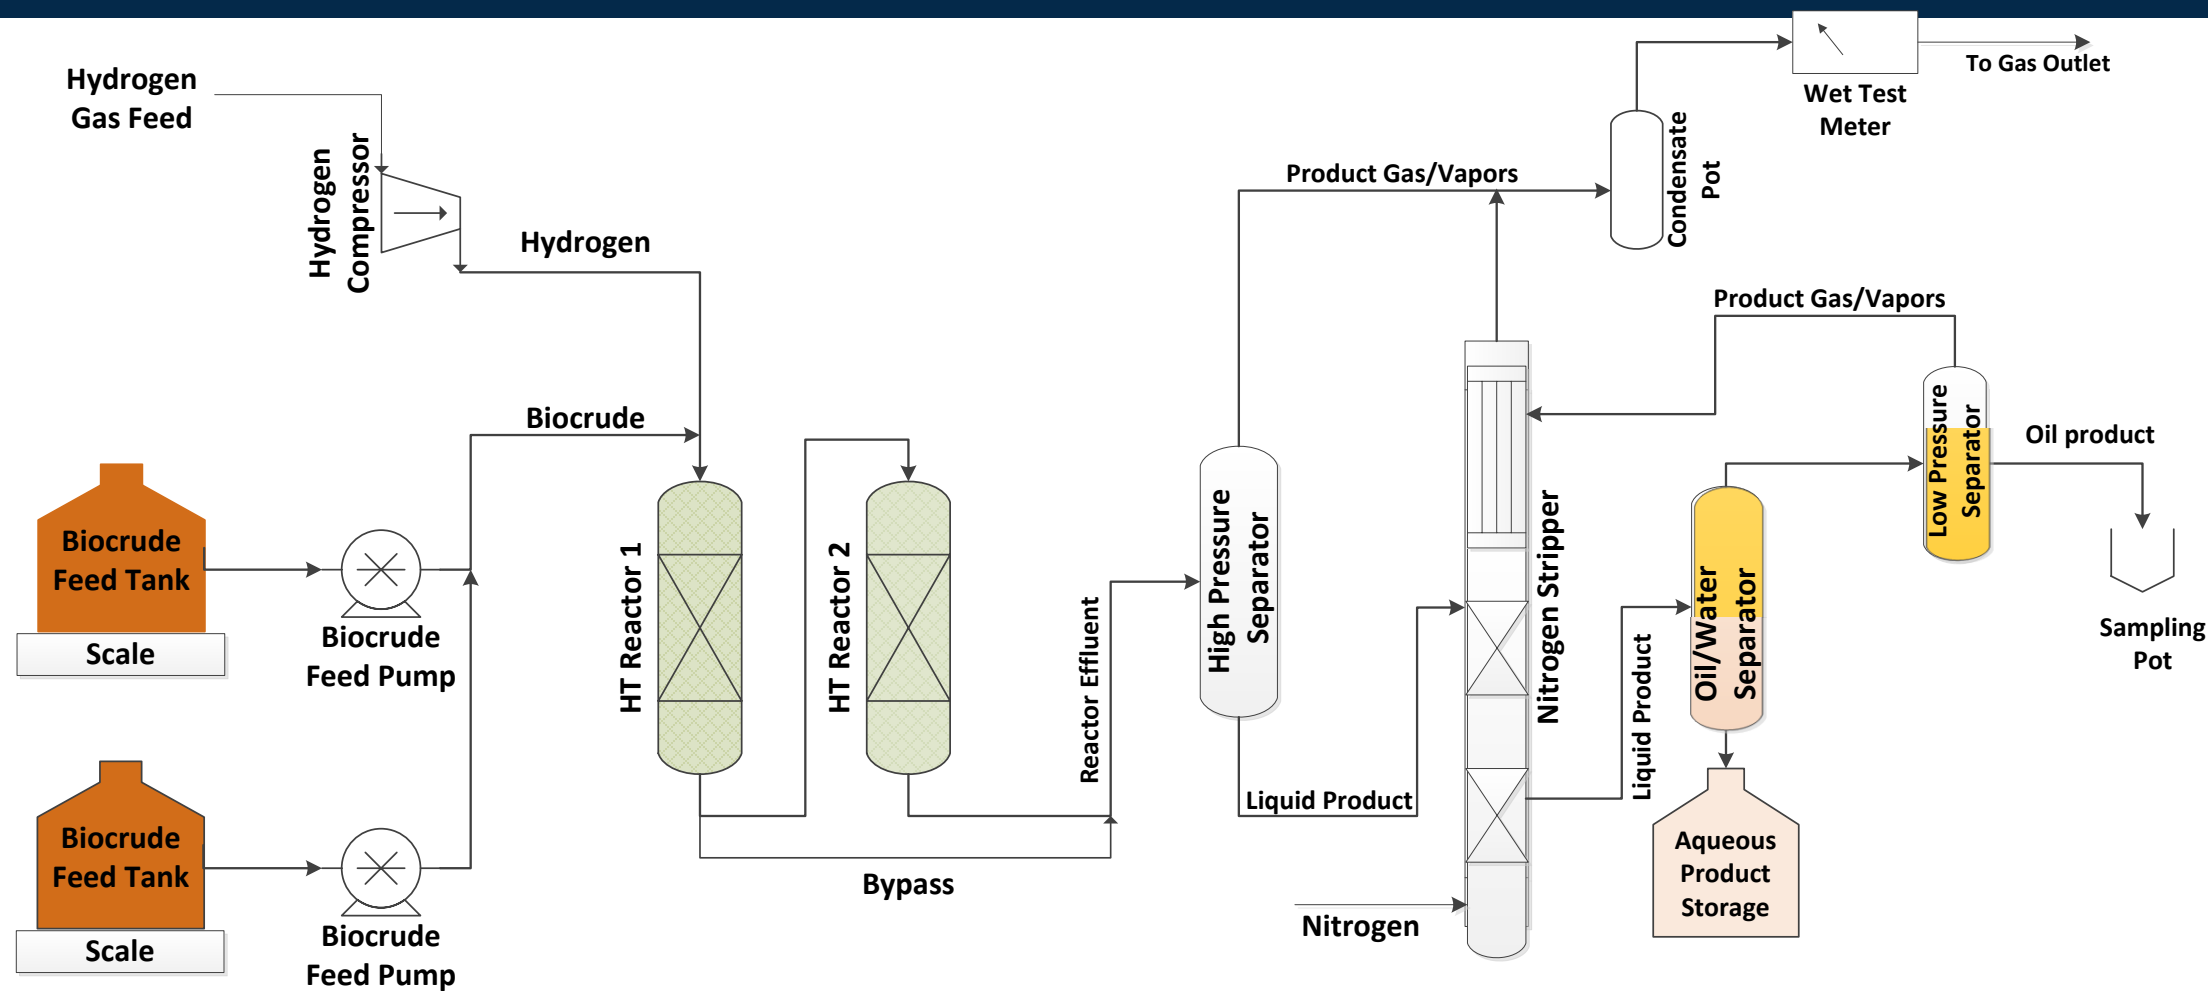 Hydrogen
Gas Feed
Hydrogen
Compressor
Hydrogen
Biocrude
Biocrude
Feed Tank
Scale
Biocrude
Feed Pump
Biocrude
Feed Tank
Scale
Biocrude
Feed Pump
HT Reactor 1
HT Reactor 2
Bypass
Reactor Effluent
High Pressure
Separator
Liquid Product
Product Gas/Vapors
Nitrogen
Nitrogen Stripper
Condensate
Pot
Wet Test
Meter
To Gas Outlet
Product Gas/Vapors
Liquid Product
Oil/Water
Separator
Aqueous
Product
Storage
Low Pressure
Separator
Oil product
Sampling
Pot